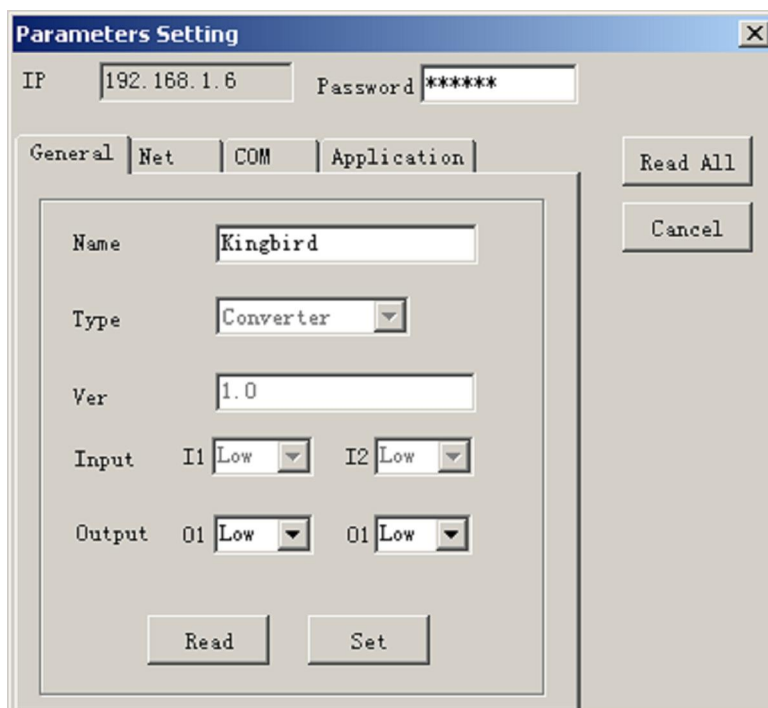 Parameters Setting
IP 192.168.1.6 Password ******
General Net COM Application
Read All
Cancel
Name Kingbird
Type Converter
Ver 1.0
Input I1 Low I2 Low
Output O1 Low O1 Low
Read Set